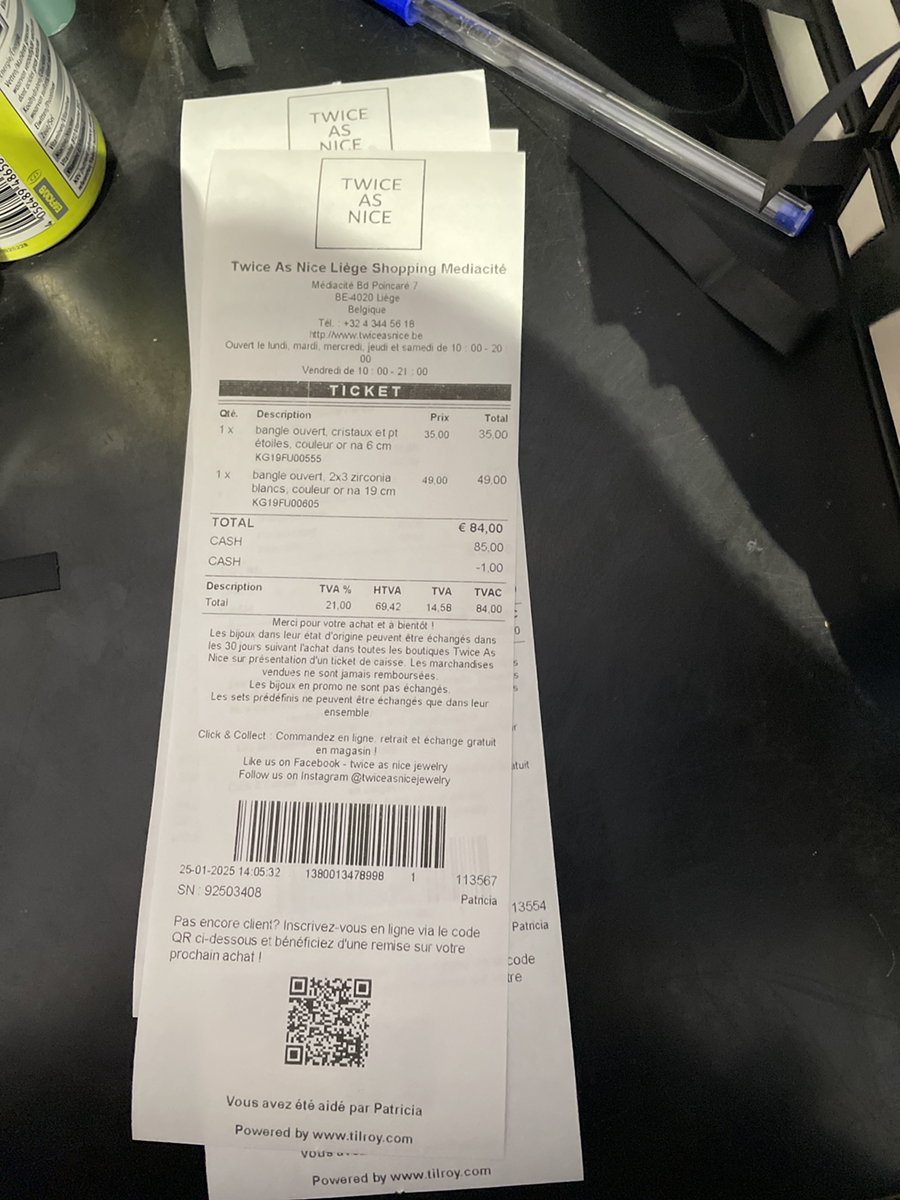 TWICE
AS
NICE
TWICE
AS
NICE
Twice As Nice Liège Shopping Mediacité
Médiacité Bd Poincaré 7
BE-4020 Liège
Belgique
Tél. : +32 4 344 56 18
http://www.twiceasnice.be
Ouvert le lundi, mardi, mercredi, jeudi et samedi de 10 : 00 - 20
: 00
Vendredi de 10 : 00 - 21 : 00
TICKET
Qté. Description Prix Total
1 x bangle ouvert, cristaux et pt 35,00 35,00
étoiles, couleur or na 6 cm
KG19FU00555
1 x bangle ouvert, 2x3 zirconia 49,00 49,00
blancs, couleur or na 19 cm
KG19FU00605
TOTAL € 84,00
CASH 85,00
CASH -1,00
Description TVA % HTVA TVA TVAC
Total 21,00 69,42 14,58 84,00
Merci pour votre achat et à bientôt !
Les bijoux dans leur état d'origine peuvent être échangés dans
les 30 jours suivant l'achat dans toutes les boutiques Twice As
Nice sur présentation d'un ticket de caisse. Les marchandises
vendues ne sont jamais remboursées.
Les bijoux en promo ne sont pas échangés.
Les sets prédéfinis ne peuvent être échangés que dans leur
ensemble.
Click & Collect : Commandez en ligne, retrait et échange gratuit
en magasin !
Like us on Facebook - twice as nice jewelry
Follow us on Instagram @twiceasnicejewelry
25-01-2025 14:05:32 1380013478998 1 113567
SN : 92503408 Patricia
Pas encore client? Inscrivez-vous en ligne via le code
QR ci-dessous et bénéficiez d'une remise sur votre
prochain achat !
Vous avez été aidé par Patricia
Powered by www.tilroy.com
atuit
13554
Patricia
code
tre
Powered by www.tilroy.com